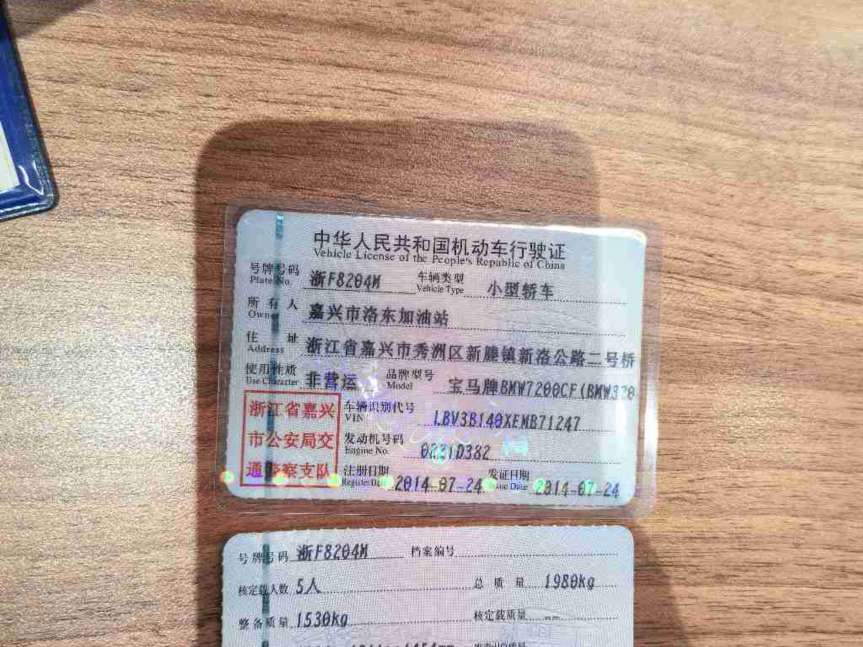 中华人民共和国机动车行驶证
Vehicle License of the People's Republic of China
号牌号码 浙F8204M 车辆类型 小型轿车
Plate No. Vehicle Type
所有人 嘉兴市洛东加油站
Owner
住址 浙江省嘉兴市秀洲区新塍镇新洛公路二号桥
Address
使用性质 非营运 品牌型号 宝马牌BMW7200CF(BMW320
Use Character Model
浙江省嘉兴 车辆识别代号 LBV3B140XEMB71247
VIN
市公安局交 发动机号码 0221D382
Engine No.
通警察支队 注册日期 2014-07-24 发证日期 2014-07-24
Register Date Issue Date
号牌号码 浙F8204M 档案编号
核定载人数 5人 总质量 1980kg
整备质量 1530kg 核定载质量 --